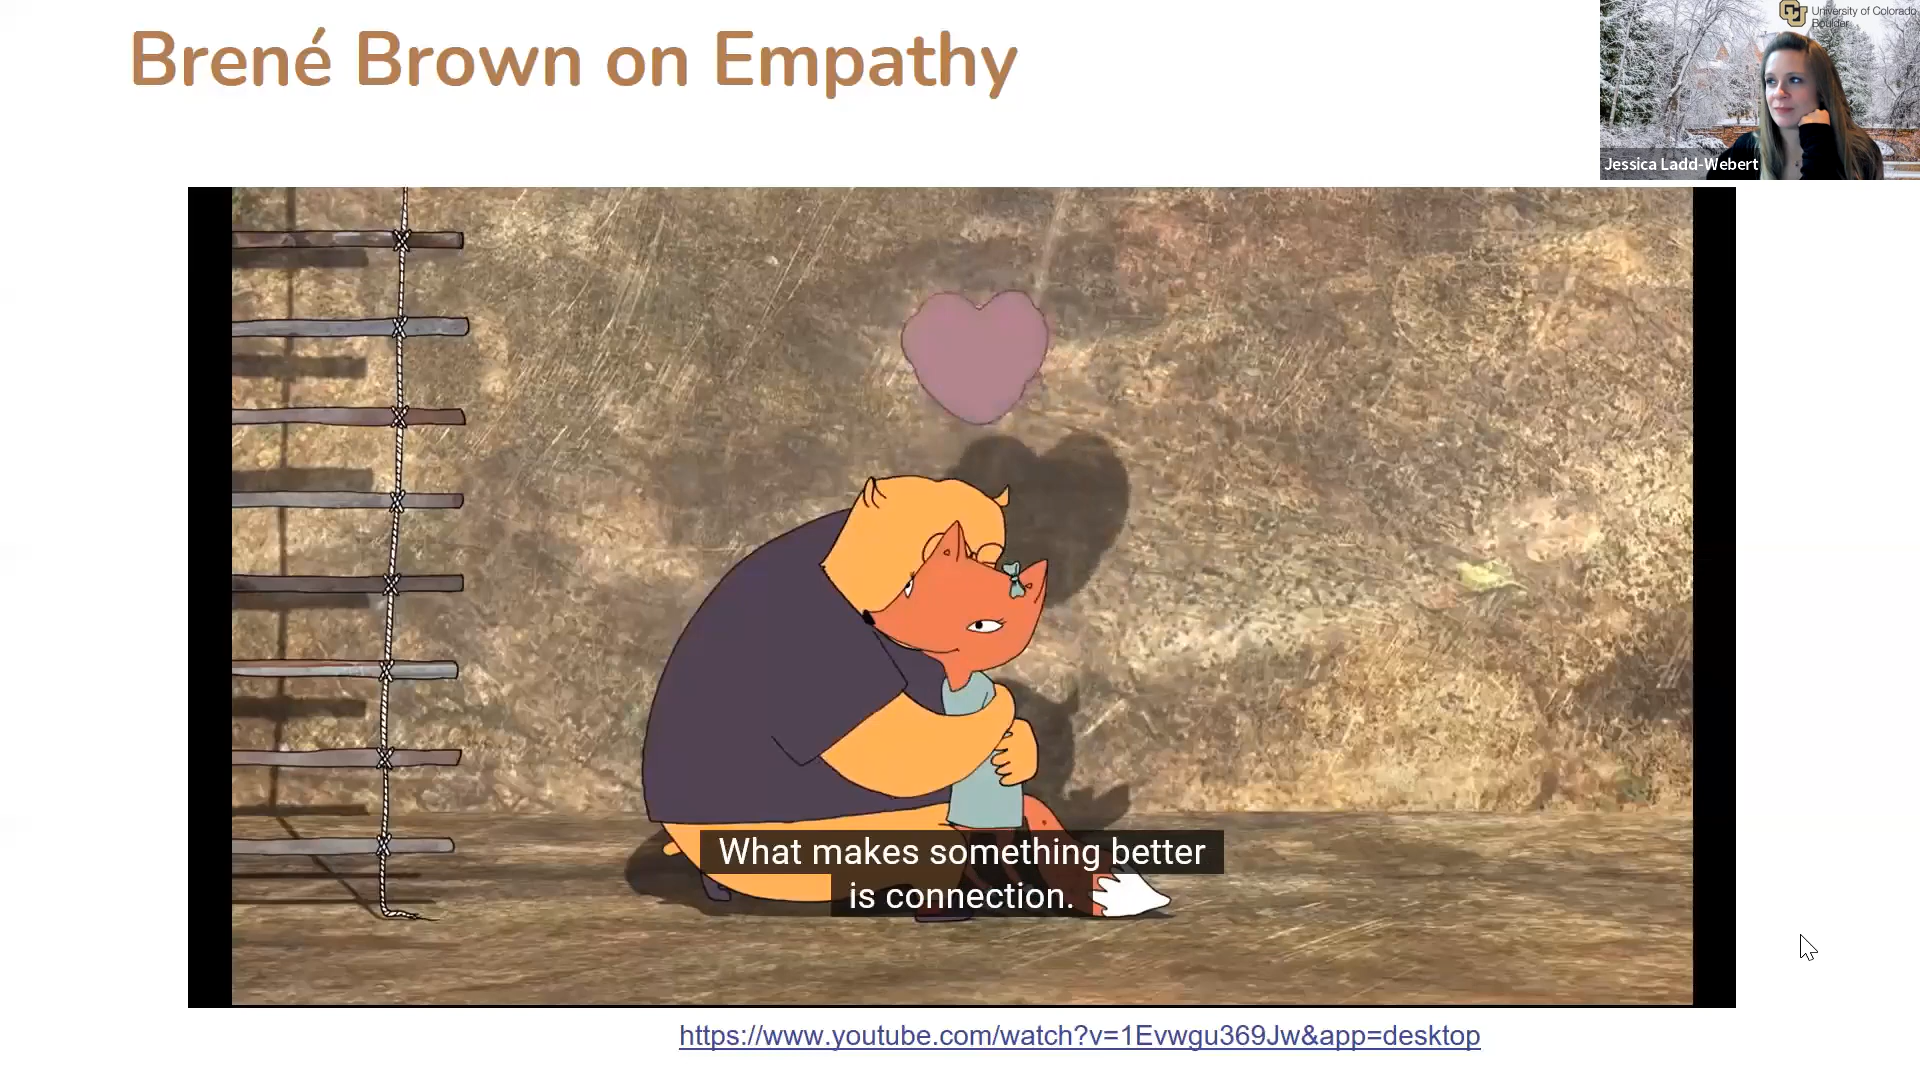 Brené Brown on Empathy
University of Colorado
Boulder
Jessica Ladd-Webert
What makes something better
is connection.
https://www.youtube.com/watch?v=1Evwgu369Jw&app=desktop